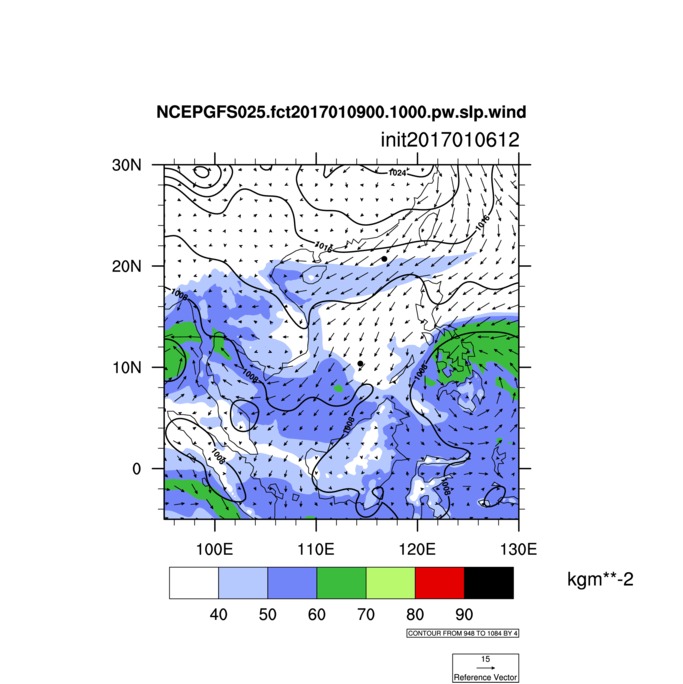 NCEPGFS025.fct2017010900.1000.pw.slp.wind
init2017010612
30N
1024
1016
1016
20N
1008
10N
1008
1008
1008
1008
0
1008
100E 110E 120E 130E
kgm**-2
40 50 60 70 80 90
CONTOUR FROM 948 TO 1084 BY 4
15
Reference Vector